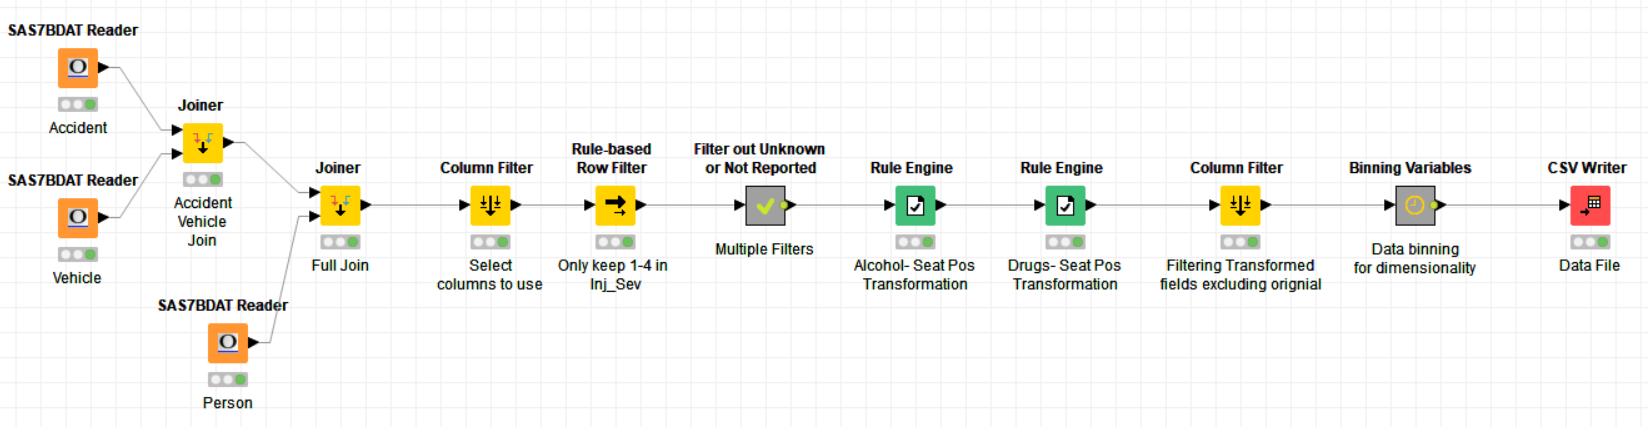 SAS7BDAT Reader
Accident
SAS7BDAT Reader
Vehicle
Joiner
Accident
Vehicle
Join
SAS7BDAT Reader
Person
Joiner
Full Join
Column Filter
Select
columns to use
Rule-based
Row Filter
Only keep 1-4 in
Inj_Sev
Filter out Unknown
or Not Reported
Multiple Filters
Rule Engine
Alcohol- Seat Pos
Transformation
Rule Engine
Drugs- Seat Pos
Transformation
Column Filter
Filtering Transformed
fields excluding orignial
Binning Variables
Data binning
for dimensionality
CSV Writer
Data File